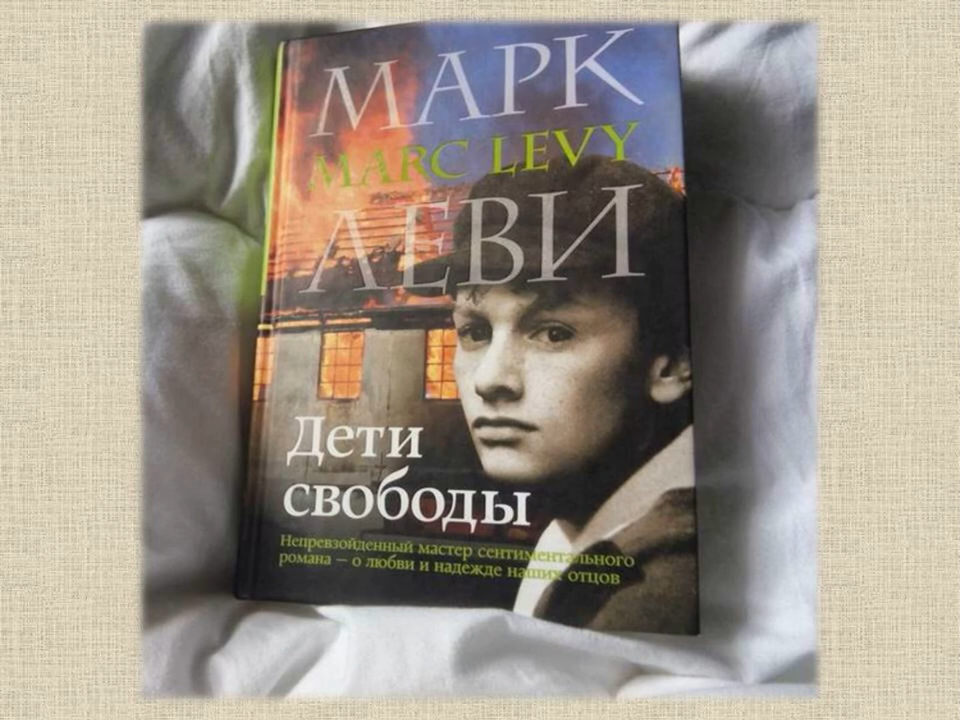 МАРК
MARC LEVY
ЛЕВИ
Дети
свободы
Непревзойденный мастер сентиментального
романа – о любви и надежде наших отцов